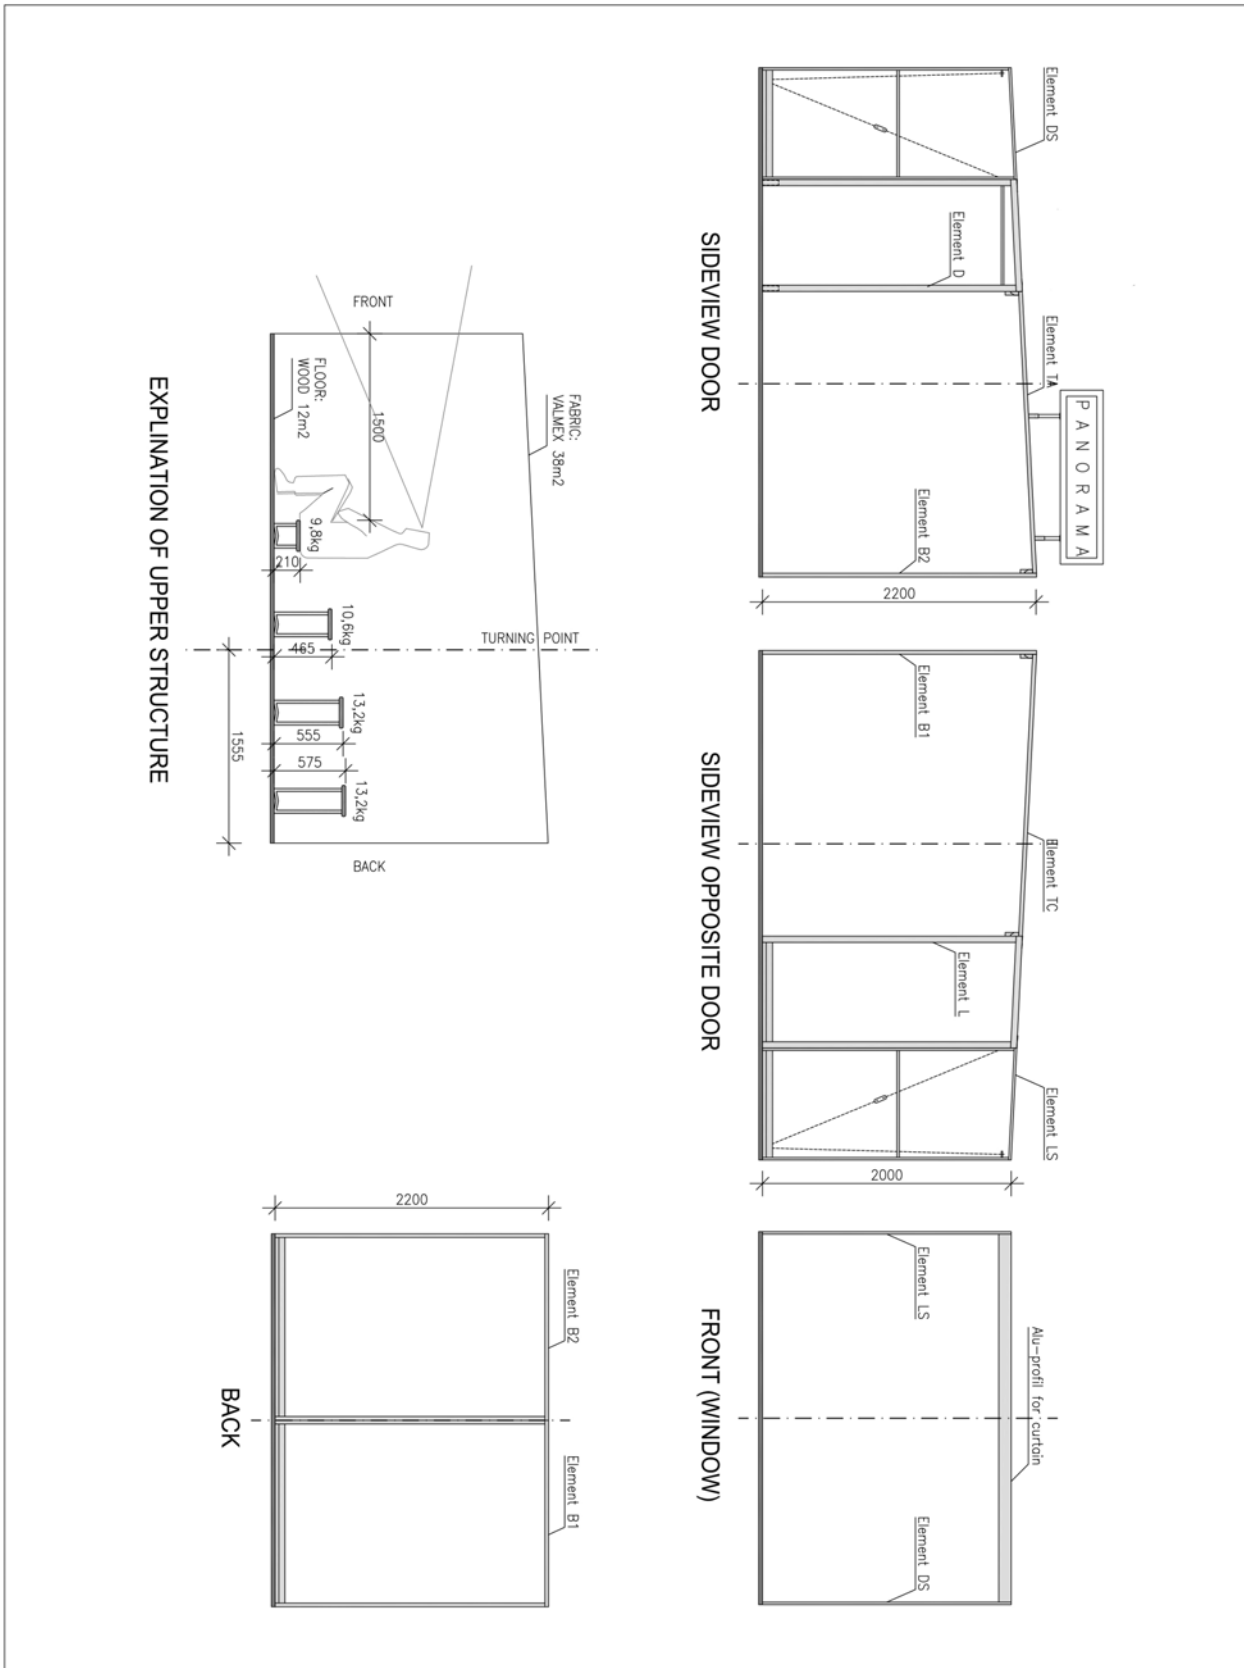 PANORAMA
Element DS
Element D
Element TA
Element B2
2200
SIDEVIEW DOOR
Element B1
Element TC
Element L
Element LS
2000
SIDEVIEW OPPOSITE DOOR
Element LS
Alu-profil for curtain
Element DS
FRONT (WINDOW)
FRONT
FABRIC:
VALMEX 38m2
FLOOR:
WOOD 12m2
1500
9,8kg
210
10,6kg
465
TURNING POINT
13,2kg
555
575
13,2kg
1555
BACK
EXPLINATION OF UPPER STRUCTURE
2200
Element B2
Element B1
BACK